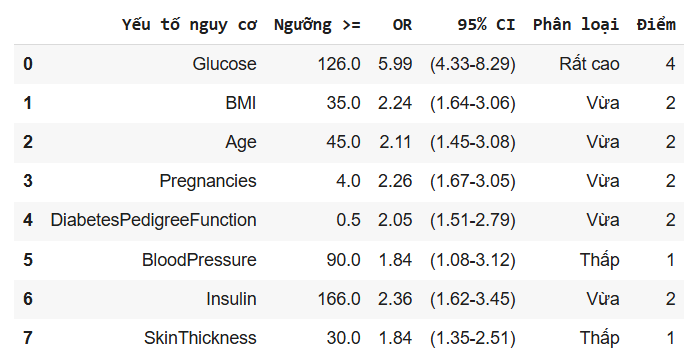 Yếu tố nguy cơ Ngưỡng >= OR 95% CI Phân loại Điểm
0 Glucose 126.0 5.99 (4.33-8.29) Rất cao 4
1 BMI 35.0 2.24 (1.64-3.06) Vừa 2
2 Age 45.0 2.11 (1.45-3.08) Vừa 2
3 Pregnancies 4.0 2.26 (1.67-3.05) Vừa 2
4 DiabetesPedigreeFunction 0.5 2.05 (1.51-2.79) Vừa 2
5 BloodPressure 90.0 1.84 (1.08-3.12) Thấp 1
6 Insulin 166.0 2.36 (1.62-3.45) Vừa 2
7 SkinThickness 30.0 1.84 (1.35-2.51) Thấp 1